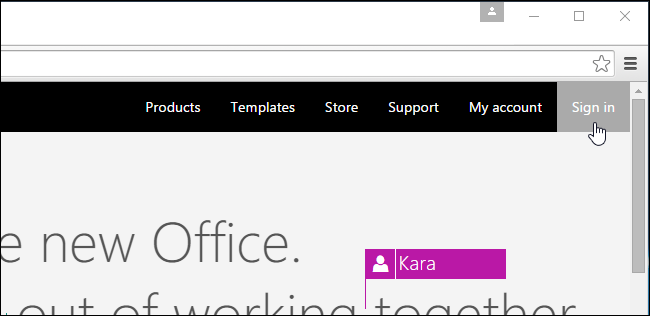 Products Templates Store Support My account Sign in
e new Office.
Kara
out of working together